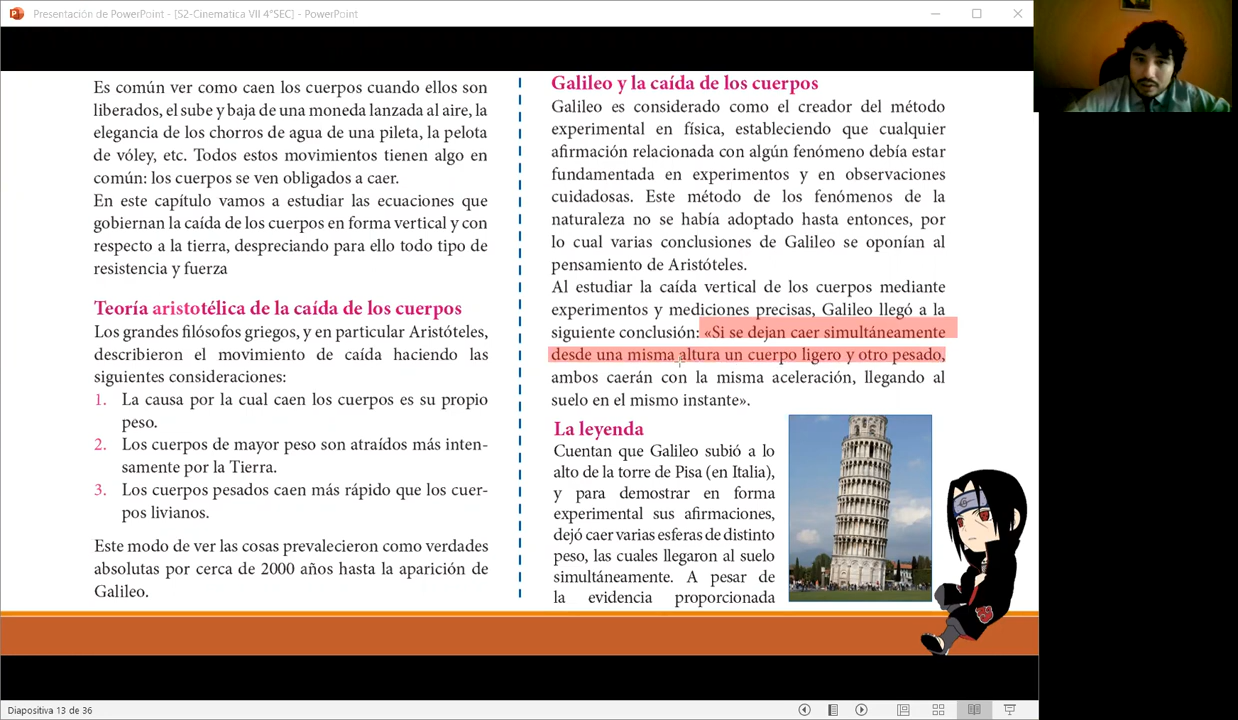 Presentación de PowerPoint - [S2-Cinematica VII 4°SEC] - PowerPoint
Es común ver como caen los cuerpos cuando ellos son
liberados, el sube y baja de una moneda lanzada al aire, la
elegancia de los chorros de agua de una pileta, la pelota
de vóley, etc. Todos estos movimientos tienen algo en
común: los cuerpos se ven obligados a caer.
En este capítulo vamos a estudiar las ecuaciones que
gobiernan la caída de los cuerpos en forma vertical y con
respecto a la tierra, despreciando para ello todo tipo de
resistencia y fuerza
Teoría aristotélica de la caída de los cuerpos
Los grandes filósofos griegos, y en particular Aristóteles,
describieron el movimiento de caída haciendo las
siguientes consideraciones:
1. La causa por la cual caen los cuerpos es su propio
peso.
2. Los cuerpos de mayor peso son atraídos más inten-
samente por la Tierra.
3. Los cuerpos pesados caen más rápido que los cuer-
pos livianos.
Este modo de ver las cosas prevalecieron como verdades
absolutas por cerca de 2000 años hasta la aparición de
Galileo.
Galileo y la caída de los cuerpos
Galileo es considerado como el creador del método
experimental en física, estableciendo que cualquier
afirmación relacionada con algún fenómeno debía estar
fundamentada en experimentos y en observaciones
cuidadosas. Este método de los fenómenos de la
naturaleza no se había adoptado hasta entonces, por
lo cual varias conclusiones de Galileo se oponían al
pensamiento de Aristóteles.
Al estudiar la caída vertical de los cuerpos mediante
experimentos y mediciones precisas, Galileo llegó a la
siguiente conclusión: «Si se dejan caer simultáneamente
desde una misma altura un cuerpo ligero y otro pesado,
ambos caerán con la misma aceleración, llegando al
suelo en el mismo instante».
La leyenda
Cuentan que Galileo subió a lo
alto de la torre de Pisa (en Italia),
y para demostrar en forma
experimental sus afirmaciones,
dejó caer varias esferas de distinto
peso, las cuales llegaron al suelo
simultáneamente. A pesar de
la evidencia proporcionada
Diapositiva 13 de 36